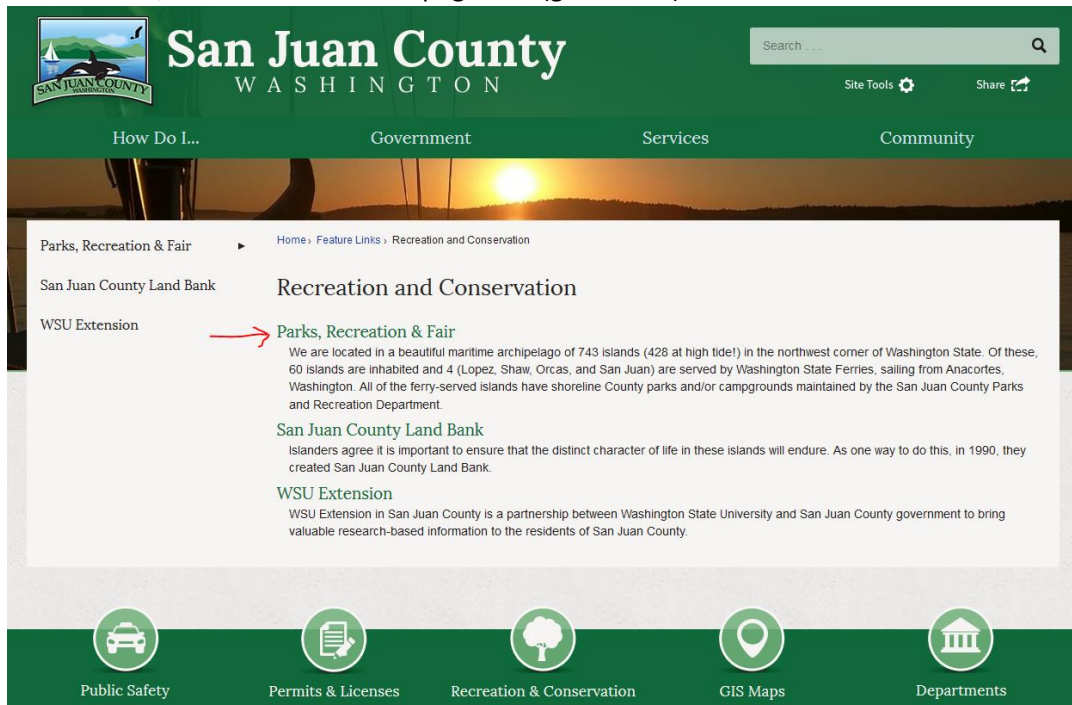 San Juan County
WASHINGTON
SAN JUAN COUNTY
WASHINGTON
Search . . .
Site Tools
Share
How Do I...
Government
Services
Community
Parks, Recreation & Fair
San Juan County Land Bank
WSU Extension
Home › Feature Links › Recreation and Conservation
Recreation and Conservation
Parks, Recreation & Fair
We are located in a beautiful maritime archipelago of 743 islands (428 at high tide!) in the northwest corner of Washington State. Of these,
60 islands are inhabited and 4 (Lopez, Shaw, Orcas, and San Juan) are served by Washington State Ferries, sailing from Anacortes,
Washington. All of the ferry-served islands have shoreline County parks and/or campgrounds maintained by the San Juan County Parks
and Recreation Department.
San Juan County Land Bank
Islanders agree it is important to ensure that the distinct character of life in these islands will endure. As one way to do this, in 1990, they
created San Juan County Land Bank.
WSU Extension
WSU Extension in San Juan County is a partnership between Washington State University and San Juan County government to bring
valuable research-based information to the residents of San Juan County.
Public Safety
Permits & Licenses
Recreation & Conservation
GIS Maps
Departments